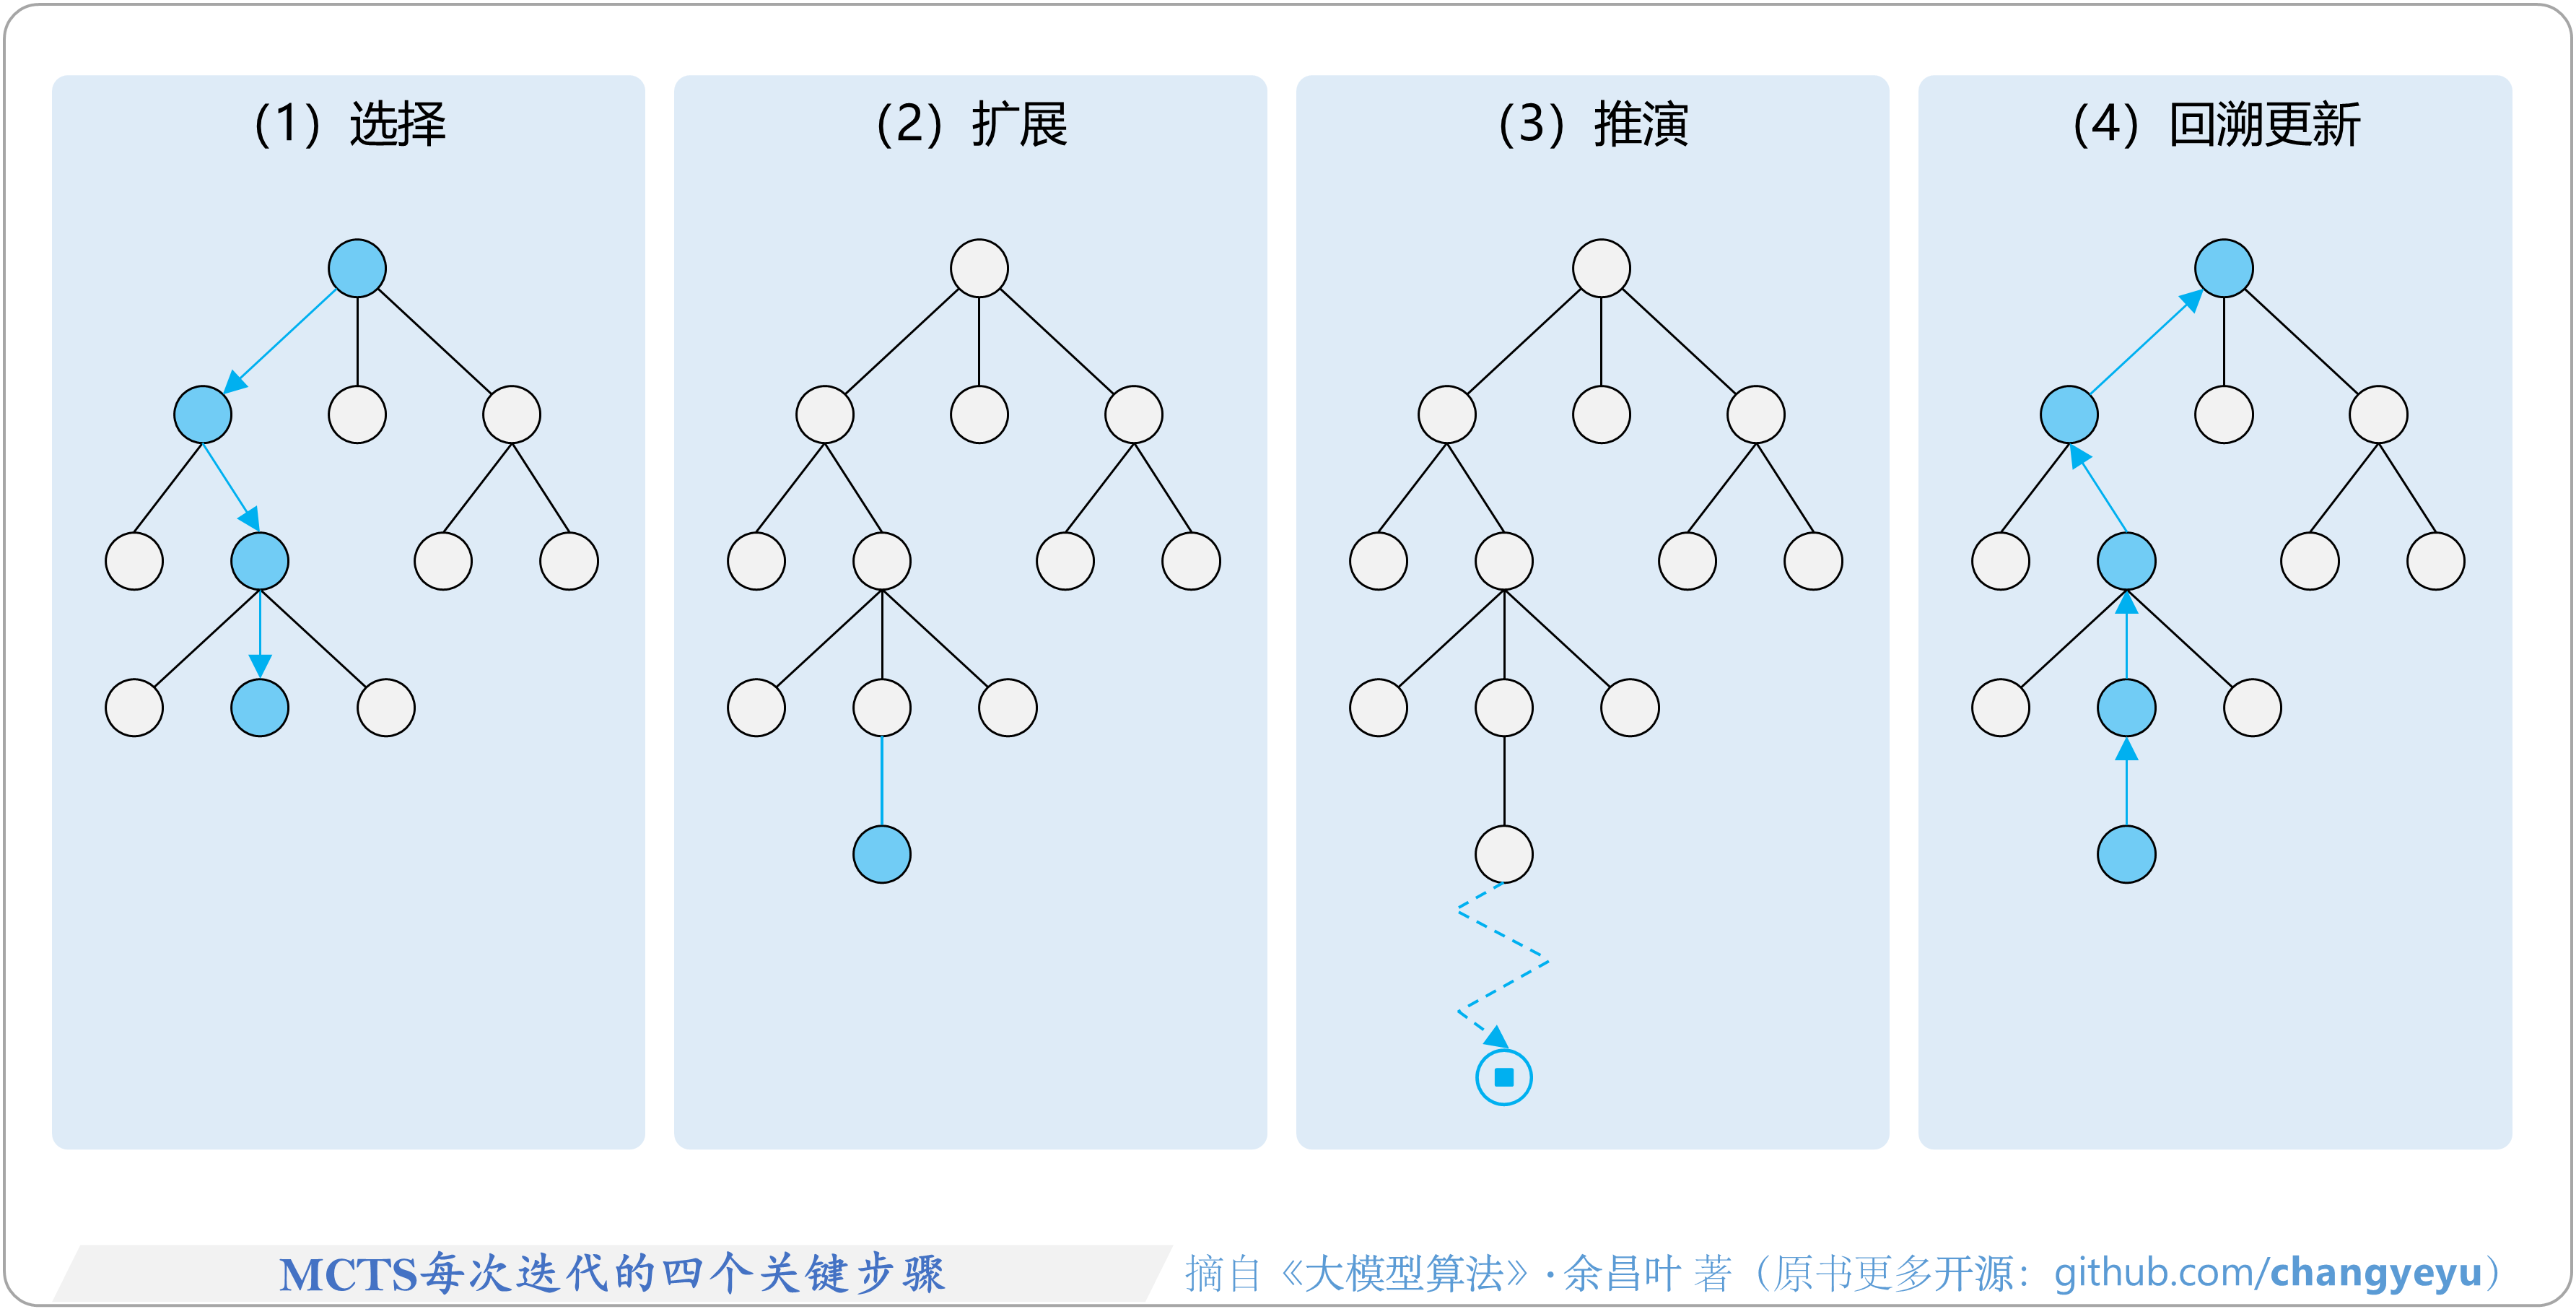 （1）选择
（2）扩展
（3）推演
（4）回溯更新
MCTS每次迭代的四个关键步骤
摘自《大模型算法》·余昌叶 著（原书更多开源：github.com/changyeyu）